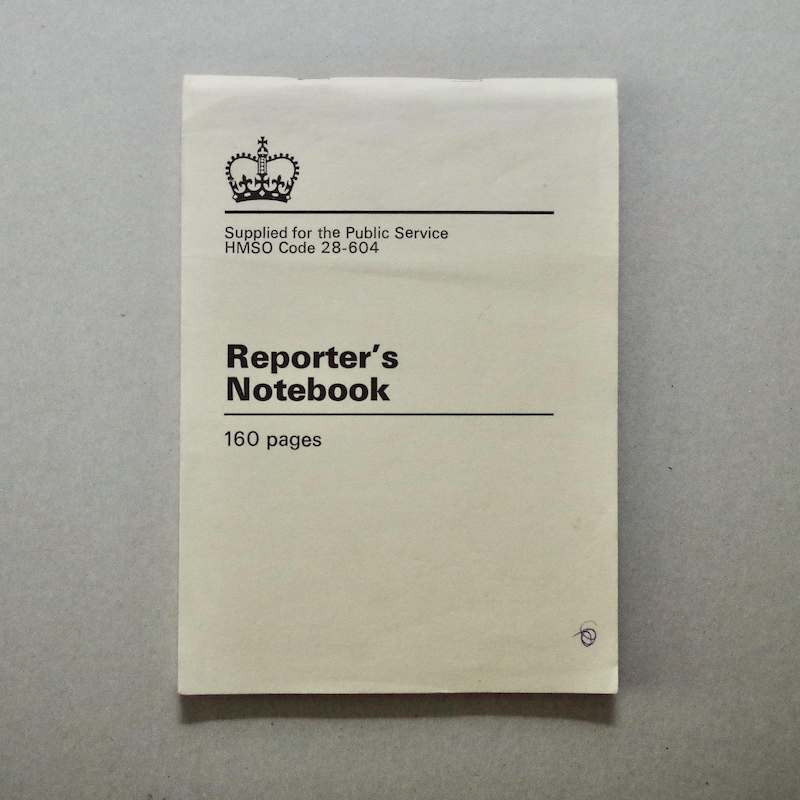 Supplied for the Public Service
HMSO Code 28-604
Reporter's
Notebook
160 pages